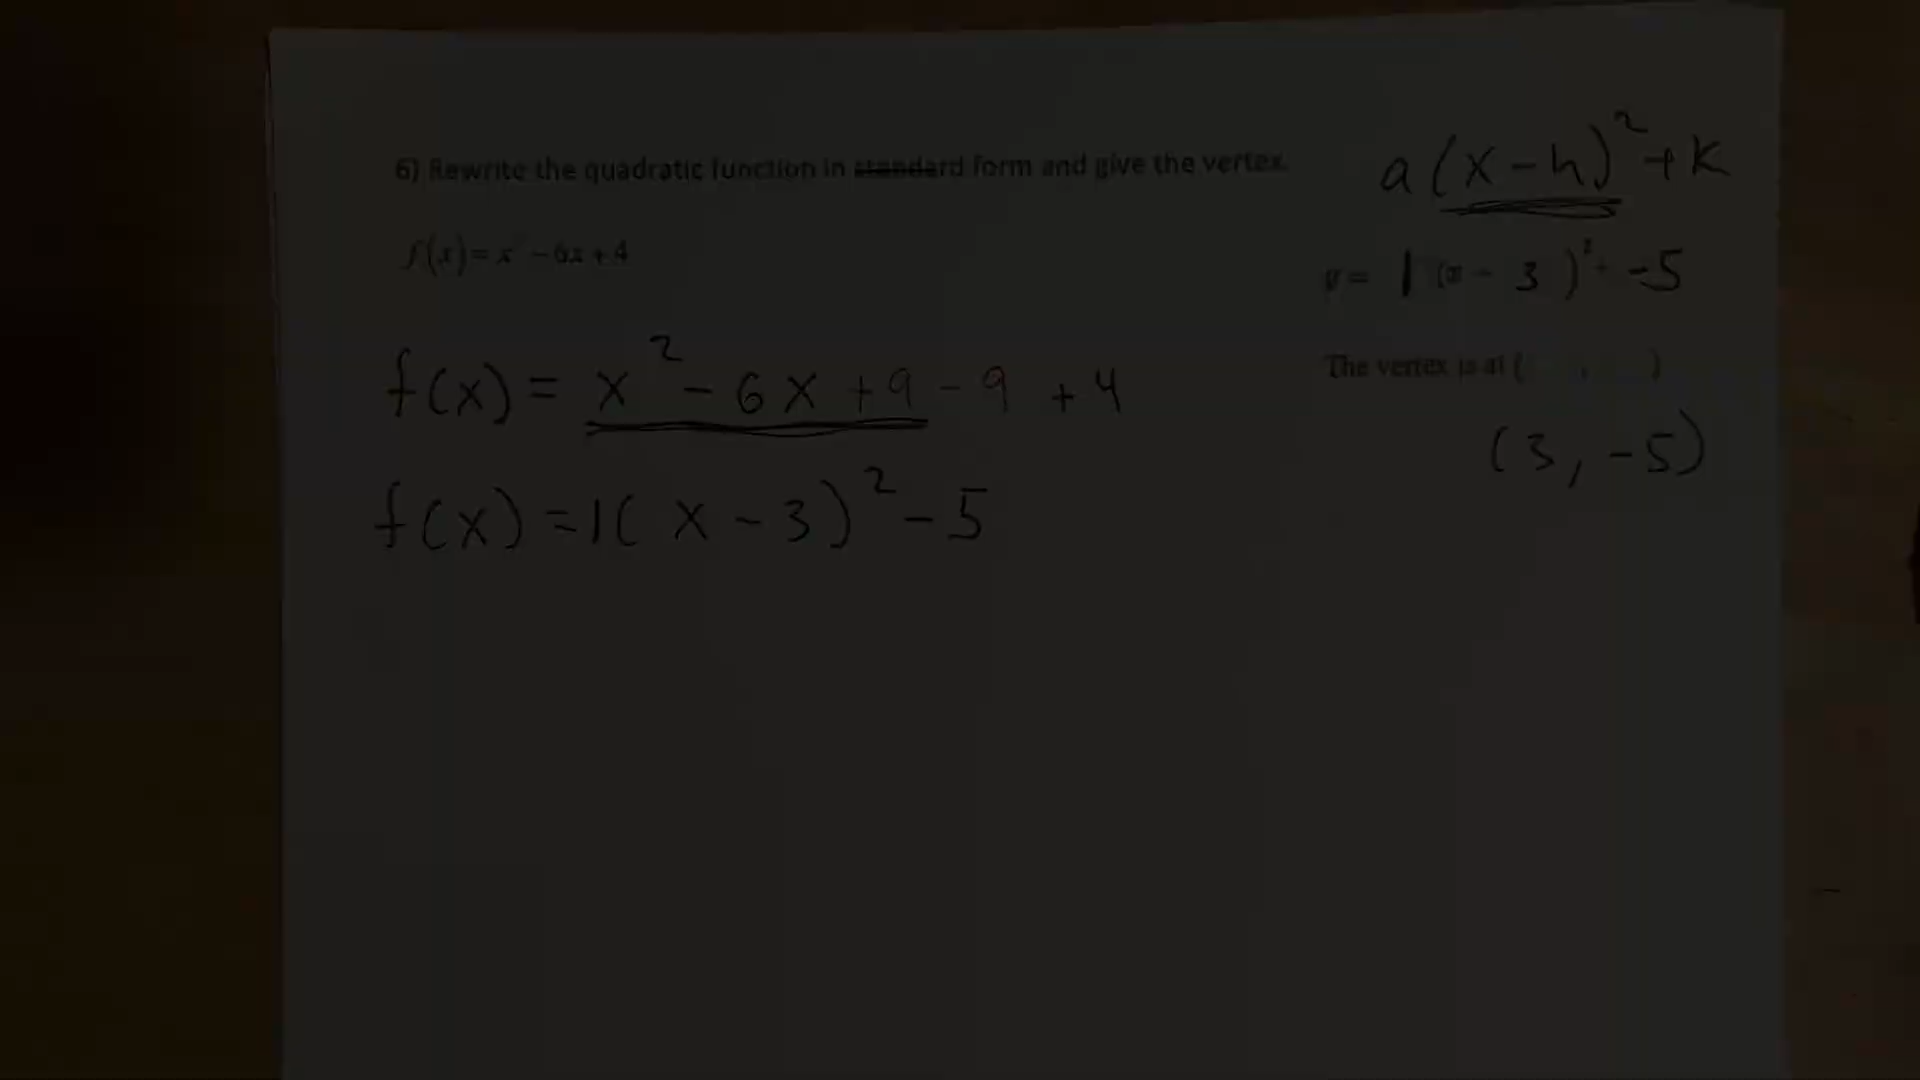 6) Rewrite the quadratic function in standard form and give the vertex.
f(x) = x² - 6x + 4
f(x) = x² - 6x + 9 - 9 + 4
f(x) = 1(x - 3)² - 5
a(x - h)² + k
y = 1 (x - 3)² + -5
The vertex is at ( , )
(3, -5)